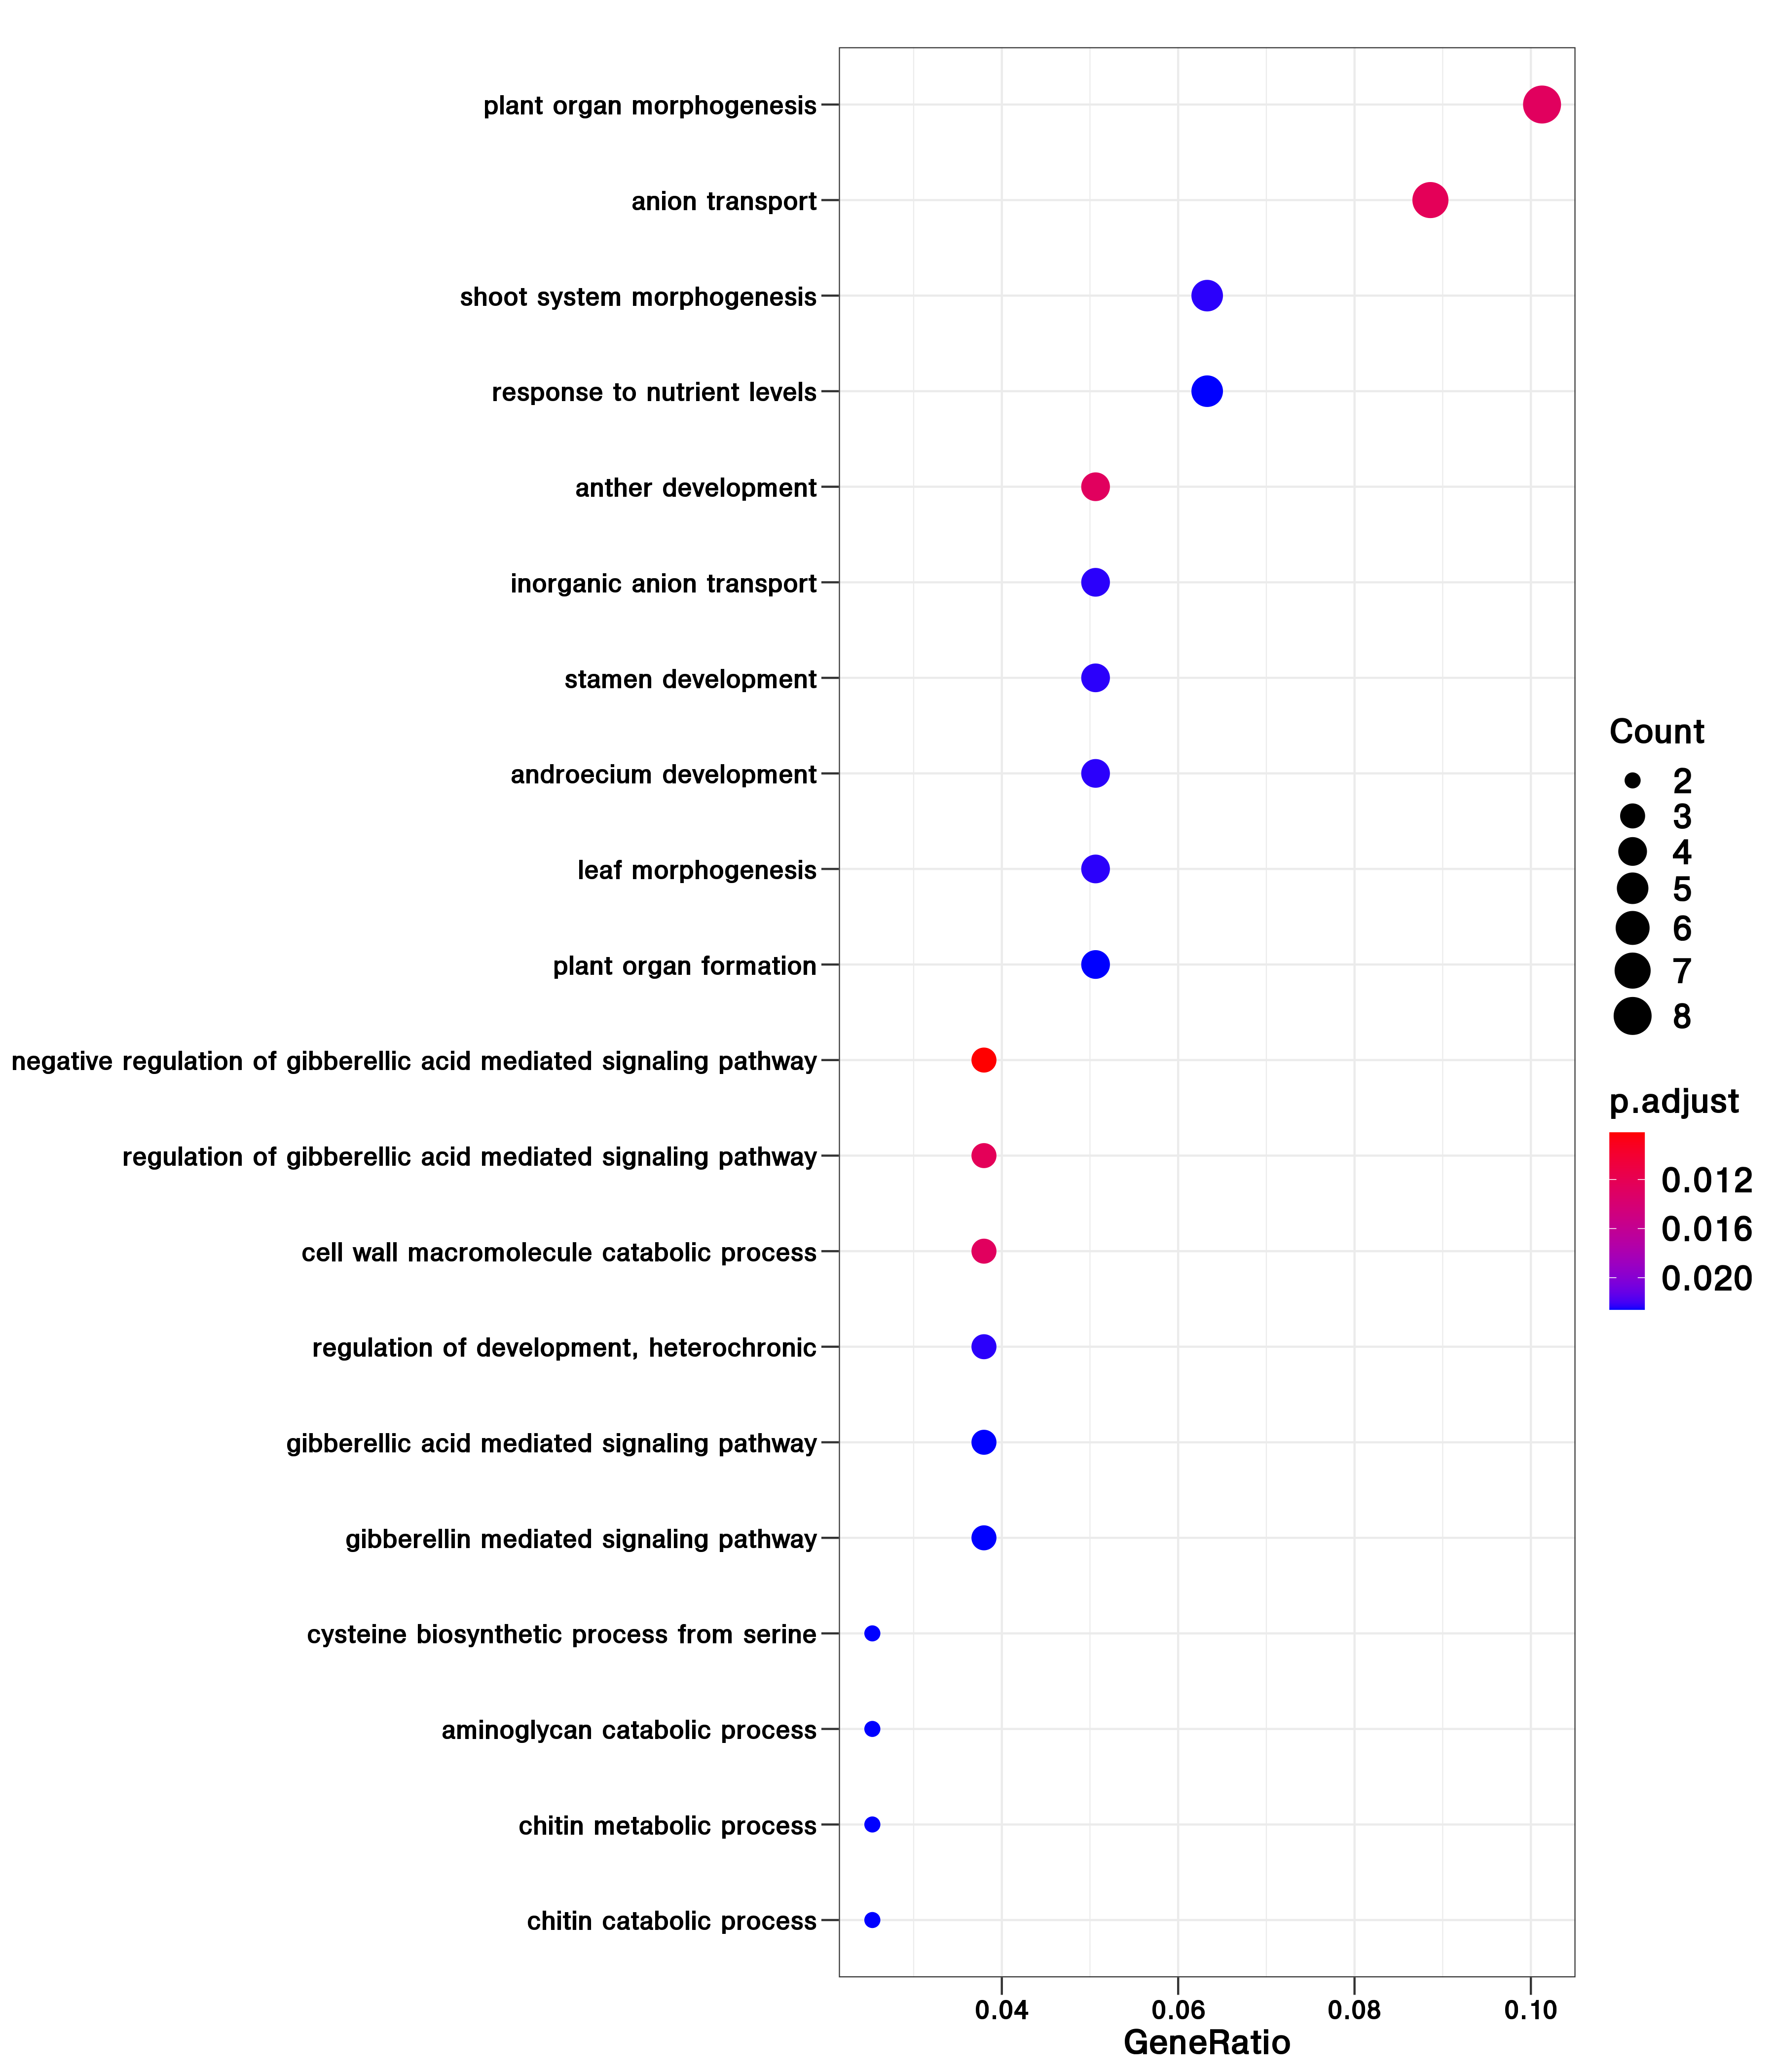 plant organ morphogenesis
anion transport
shoot system morphogenesis
response to nutrient levels
anther development
inorganic anion transport
stamen development
androecium development
leaf morphogenesis
plant organ formation
negative regulation of gibberellic acid mediated signaling pathway
regulation of gibberellic acid mediated signaling pathway
cell wall macromolecule catabolic process
regulation of development, heterochronic
gibberellic acid mediated signaling pathway
gibberellin mediated signaling pathway
cysteine biosynthetic process from serine
aminoglycan catabolic process
chitin metabolic process
chitin catabolic process
0.04 0.06 0.08 0.10
GeneRatio
Count
2
3
4
5
6
7
8
p.adjust
0.012
0.016
0.020